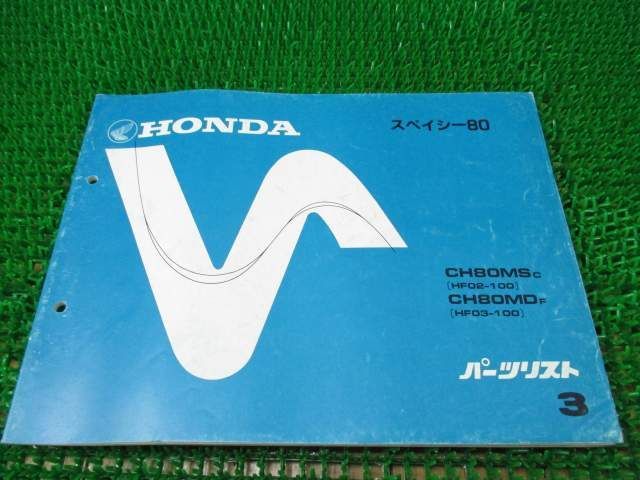 HONDA
スペイシー80
CH80MSC
(HF02-100)
CH80MDF
(HF03-100)
パーツリスト
3